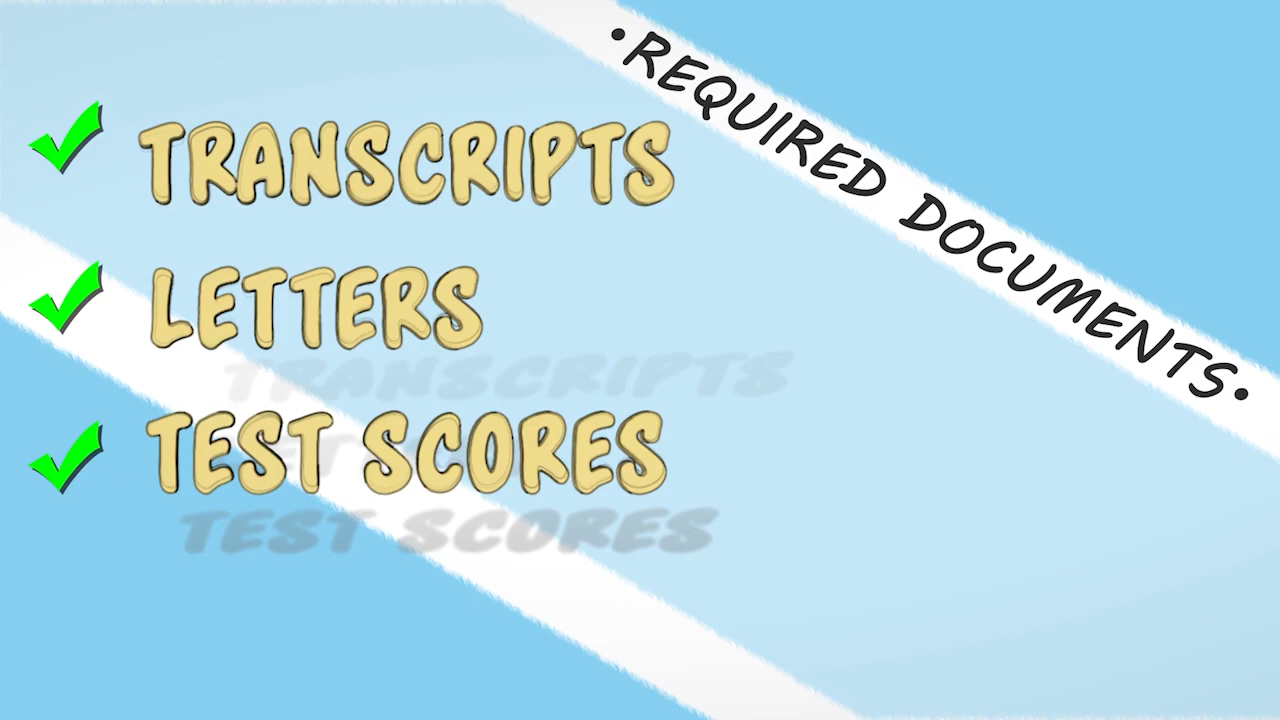 •REQUIRED DOCUMENTS•
TRANSCRIPTS
LETTERS
TEST SCORES